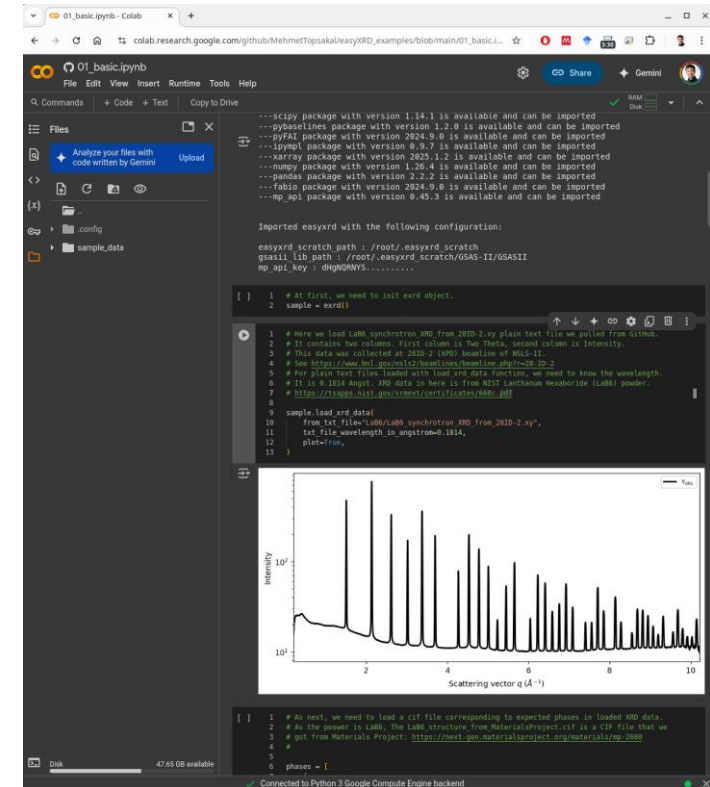 01_basic.ipynb - Colab
colab.research.google.com/github/MehmetTopsakal/easyXRD_examples/blob/main/01_basic.i...
3:30
CO
01_basic.ipynb
File Edit View Insert Runtime Tools Help
Share
Gemini
Commands + Code + Text Copy to Drive
RAM
Disk
Files
Analyze your files with
code written by Gemini
Upload
..
.config
sample_data
{x}
---scipy package with version 1.14.1 is available and can be imported
---pybaselines package with version 1.2.0 is available and can be imported
---pyFAI package with version 2024.9.0 is available and can be imported
---ipympl package with version 0.9.7 is available and can be imported
---xarray package with version 2025.1.2 is available and can be imported
---numpy package with version 1.26.4 is available and can be imported
---pandas package with version 2.2.2 is available and can be imported
---fabio package with version 2024.9.0 is available and can be imported
---mp_api package with version 0.45.3 is available and can be imported
Imported easyxrd with the following configuration:
easyxrd_scratch_path : /root/.easyxrd_scratch
gsasii_lib_path : /root/.easyxrd_scratch/GSAS-II/GSASII
mp_api_key : dHgNQRNYS..........
[ ] 1 # At first, we need to init exrd object.
2 sample = exrd()
1 # Here we load LaB6_synchrotron_XRD_from_28ID-2.xy plain text file we pulled from GitHub.
2 # It contains two columns. First column is Two Theta, second column is Intensity.
3 # This data was collected at 28ID-2 (XPD) beamline of NSLS-II.
4 # See https://www.bnl.gov/nsls2/beamlines/beamline.php?r=28-ID-2
5 # For plain text files loaded with load_xrd_data function, we need to know the wavelength.
6 # It is 0.1814 Angst. XRD data in here is from NIST Lanthanum Hexaboride (LaB6) powder.
7 # https://tsapps.nist.gov/srmext/certificates/660c.pdf
8
9 sample.load_xrd_data(
10 from_txt_file="LaB6/LaB6_synchrotron_XRD_from_28ID-2.xy",
11 txt_file_wavelength_in_angstrom=0.1814,
12 plot=True,
13 )
Yobs.
Intensity
10²
10¹
2 4 6 8 10
Scattering vector q (Å⁻¹)
[ ] 1 # As next, we need to load a cif file corresponding to expected phases in loaded XRD data.
2 # As the poswer is LaB6, The LaB6_structure_from_MaterialsProject.cif is a CIF file that we
3 # got from Materials Project: https://next-gen.materialsproject.org/materials/mp-2680
4 #
5
6 phases = [
Disk
47.65 GB available
Connected to Python 3 Google Compute Engine backend